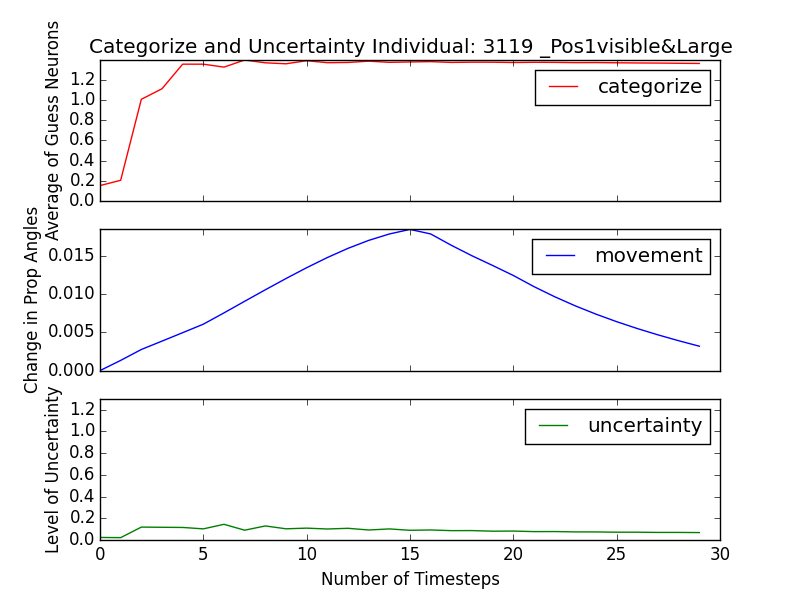 Categorize and Uncertainty Individual: 3119 _Pos1visible&Large
Average of Guess Neurons
1.2
1.0
0.8
0.6
0.4
0.2
0.0
categorize
Change in Prop Angles
0.015
0.010
0.005
0.000
movement
Level of Uncertainty
1.2
1.0
0.8
0.6
0.4
0.2
0.0
uncertainty
0 5 10 15 20 25 30
Number of Timesteps